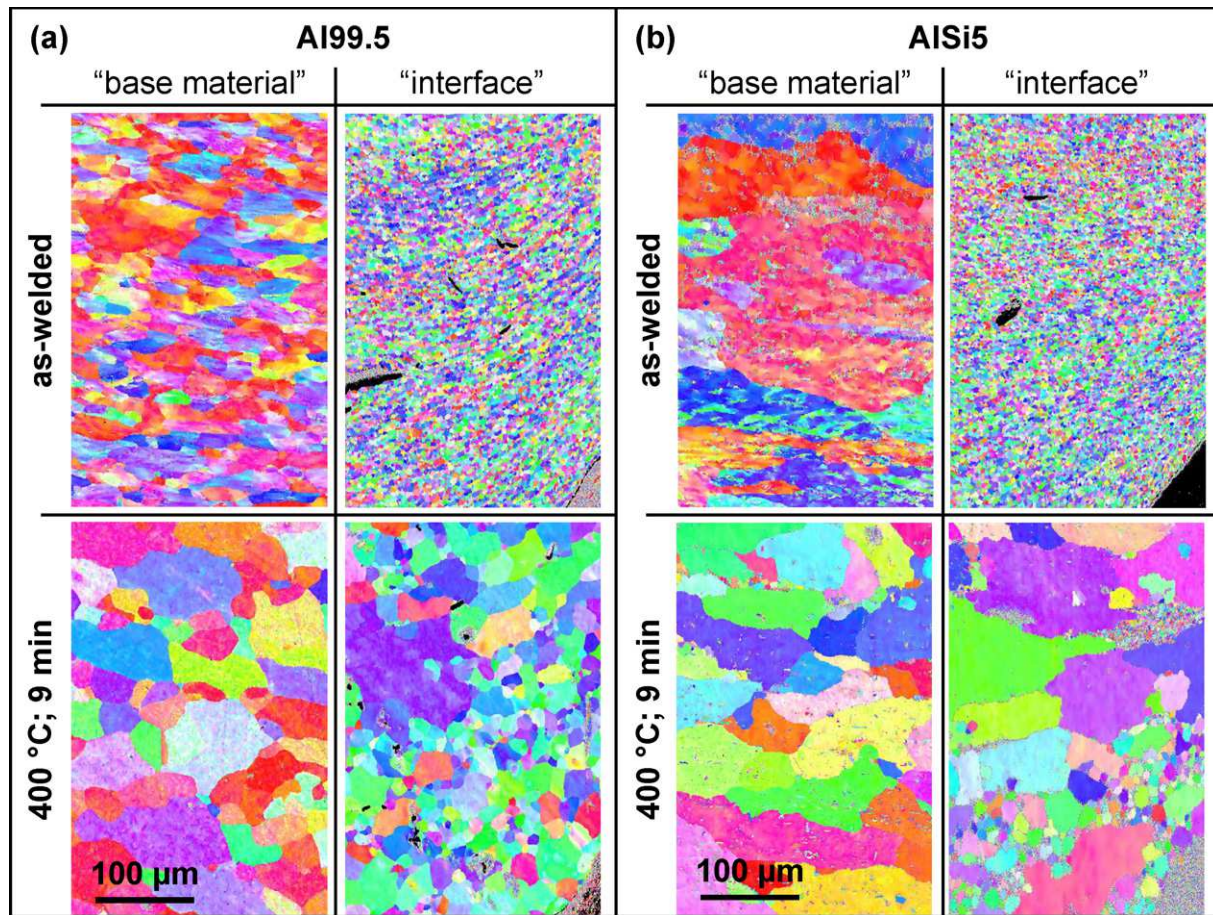 (a) Al99.5
"base material" "interface"
as-welded
400 °C; 9 min
100 µm
(b) AlSi5
"base material" "interface"
as-welded
400 °C; 9 min
100 µm